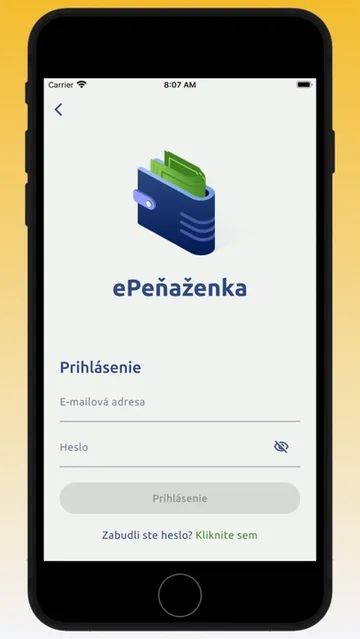 Carrier 8:07 AM
ePeňaženka
Prihlásenie
E-mailová adresa
Heslo
Prihlásenie
Zabudli ste heslo? Kliknite sem